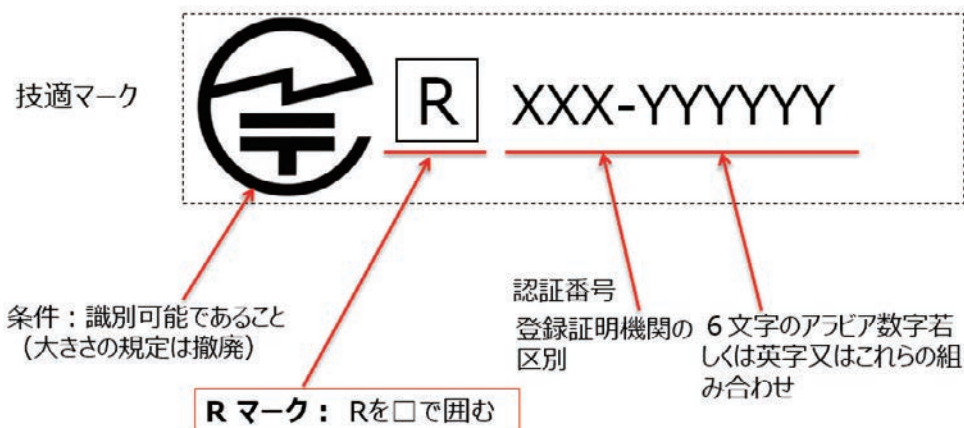 技適マーク
R XXX-YYYYYY
条件：識別可能であること
（大きさの規定は撤廃）
認証番号
登録証明機関の
区別
６文字のアラビア数字若
しくは英字又はこれらの組
み合わせ
R マーク： Rを□で囲む